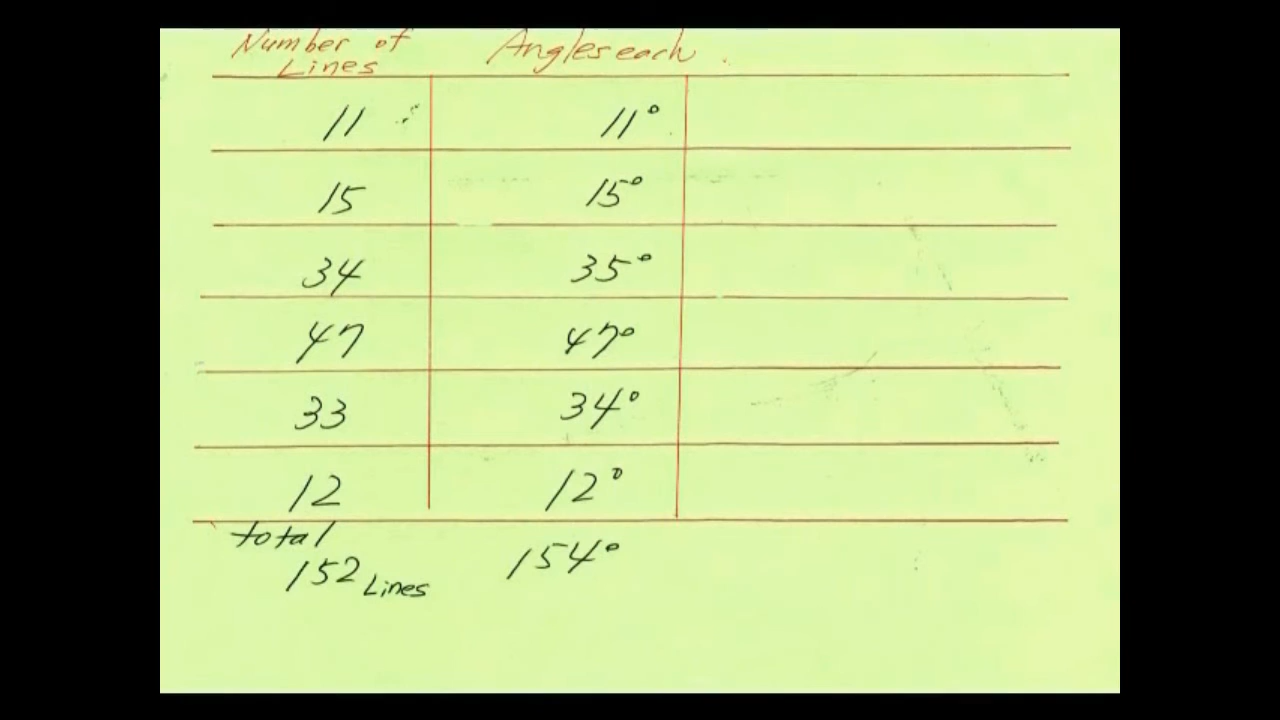 Number of Angles each
Lines
11 11°
15 15°
34 35°
47 47°
33 34°
12 12°
total
152 Lines 154°